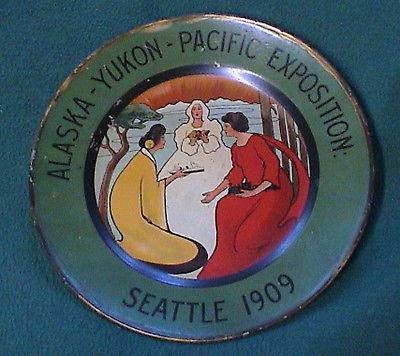 ALASKA - YUKON - PACIFIC EXPOSITION:
SEATTLE 1909